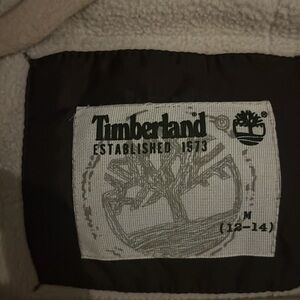 Timberland
ESTABLISHED 1973
M
(12-14)